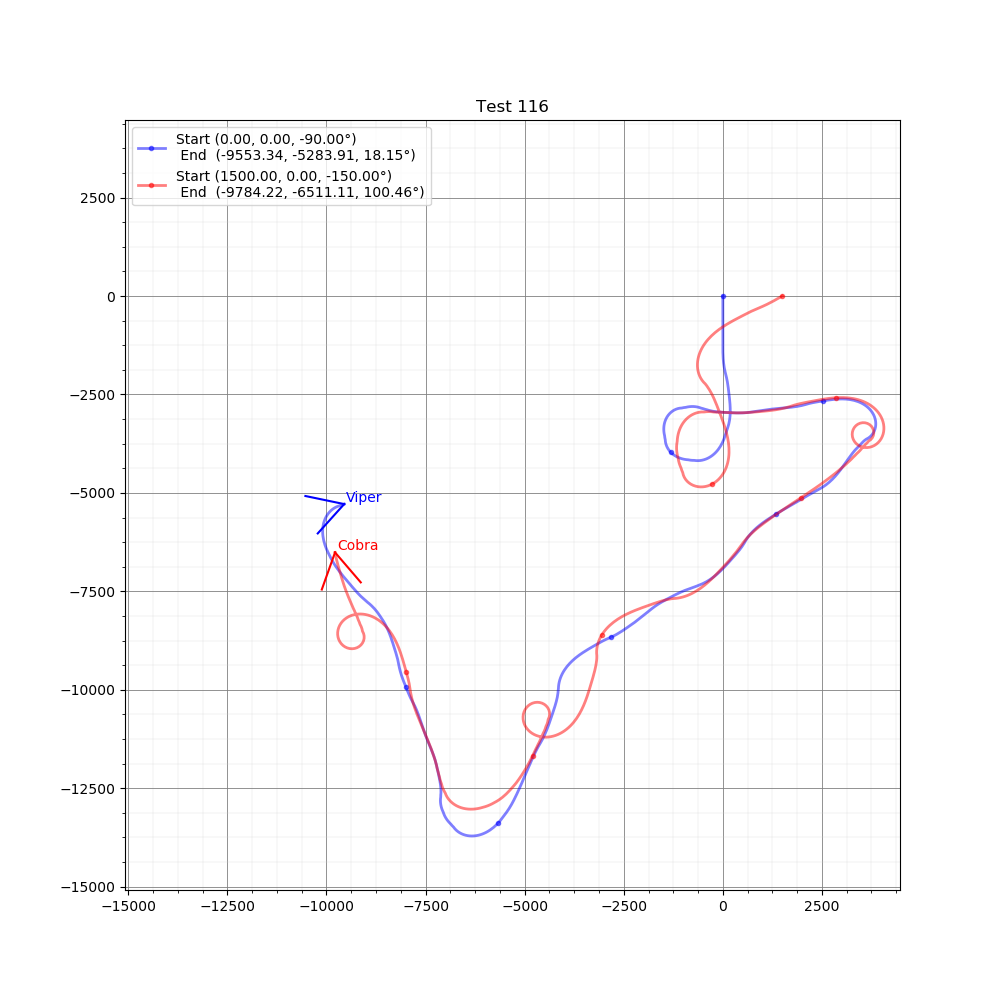 Test 116
Start (0.00, 0.00, -90.00°)
End  (-9553.34, -5283.91, 18.15°)
Start (1500.00, 0.00, -150.00°)
End  (-9784.22, -6511.11, 100.46°)
2500
0
−2500
−5000
−7500
−10000
−12500
−15000
Viper
Cobra
−15000 −12500 −10000 −7500 −5000 −2500 0 2500